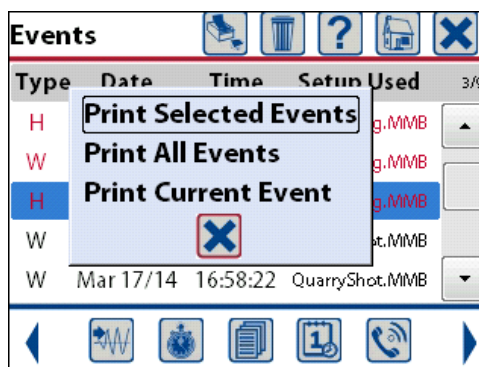 Events
Type Date Time Setup Used 3/9
Print Selected Events
Print All Events
Print Current Event
H g.MMB
W
H g.MMB
W ot.MMB
W Mar 17/14 16:58:22 QuarryShot.MMB
1